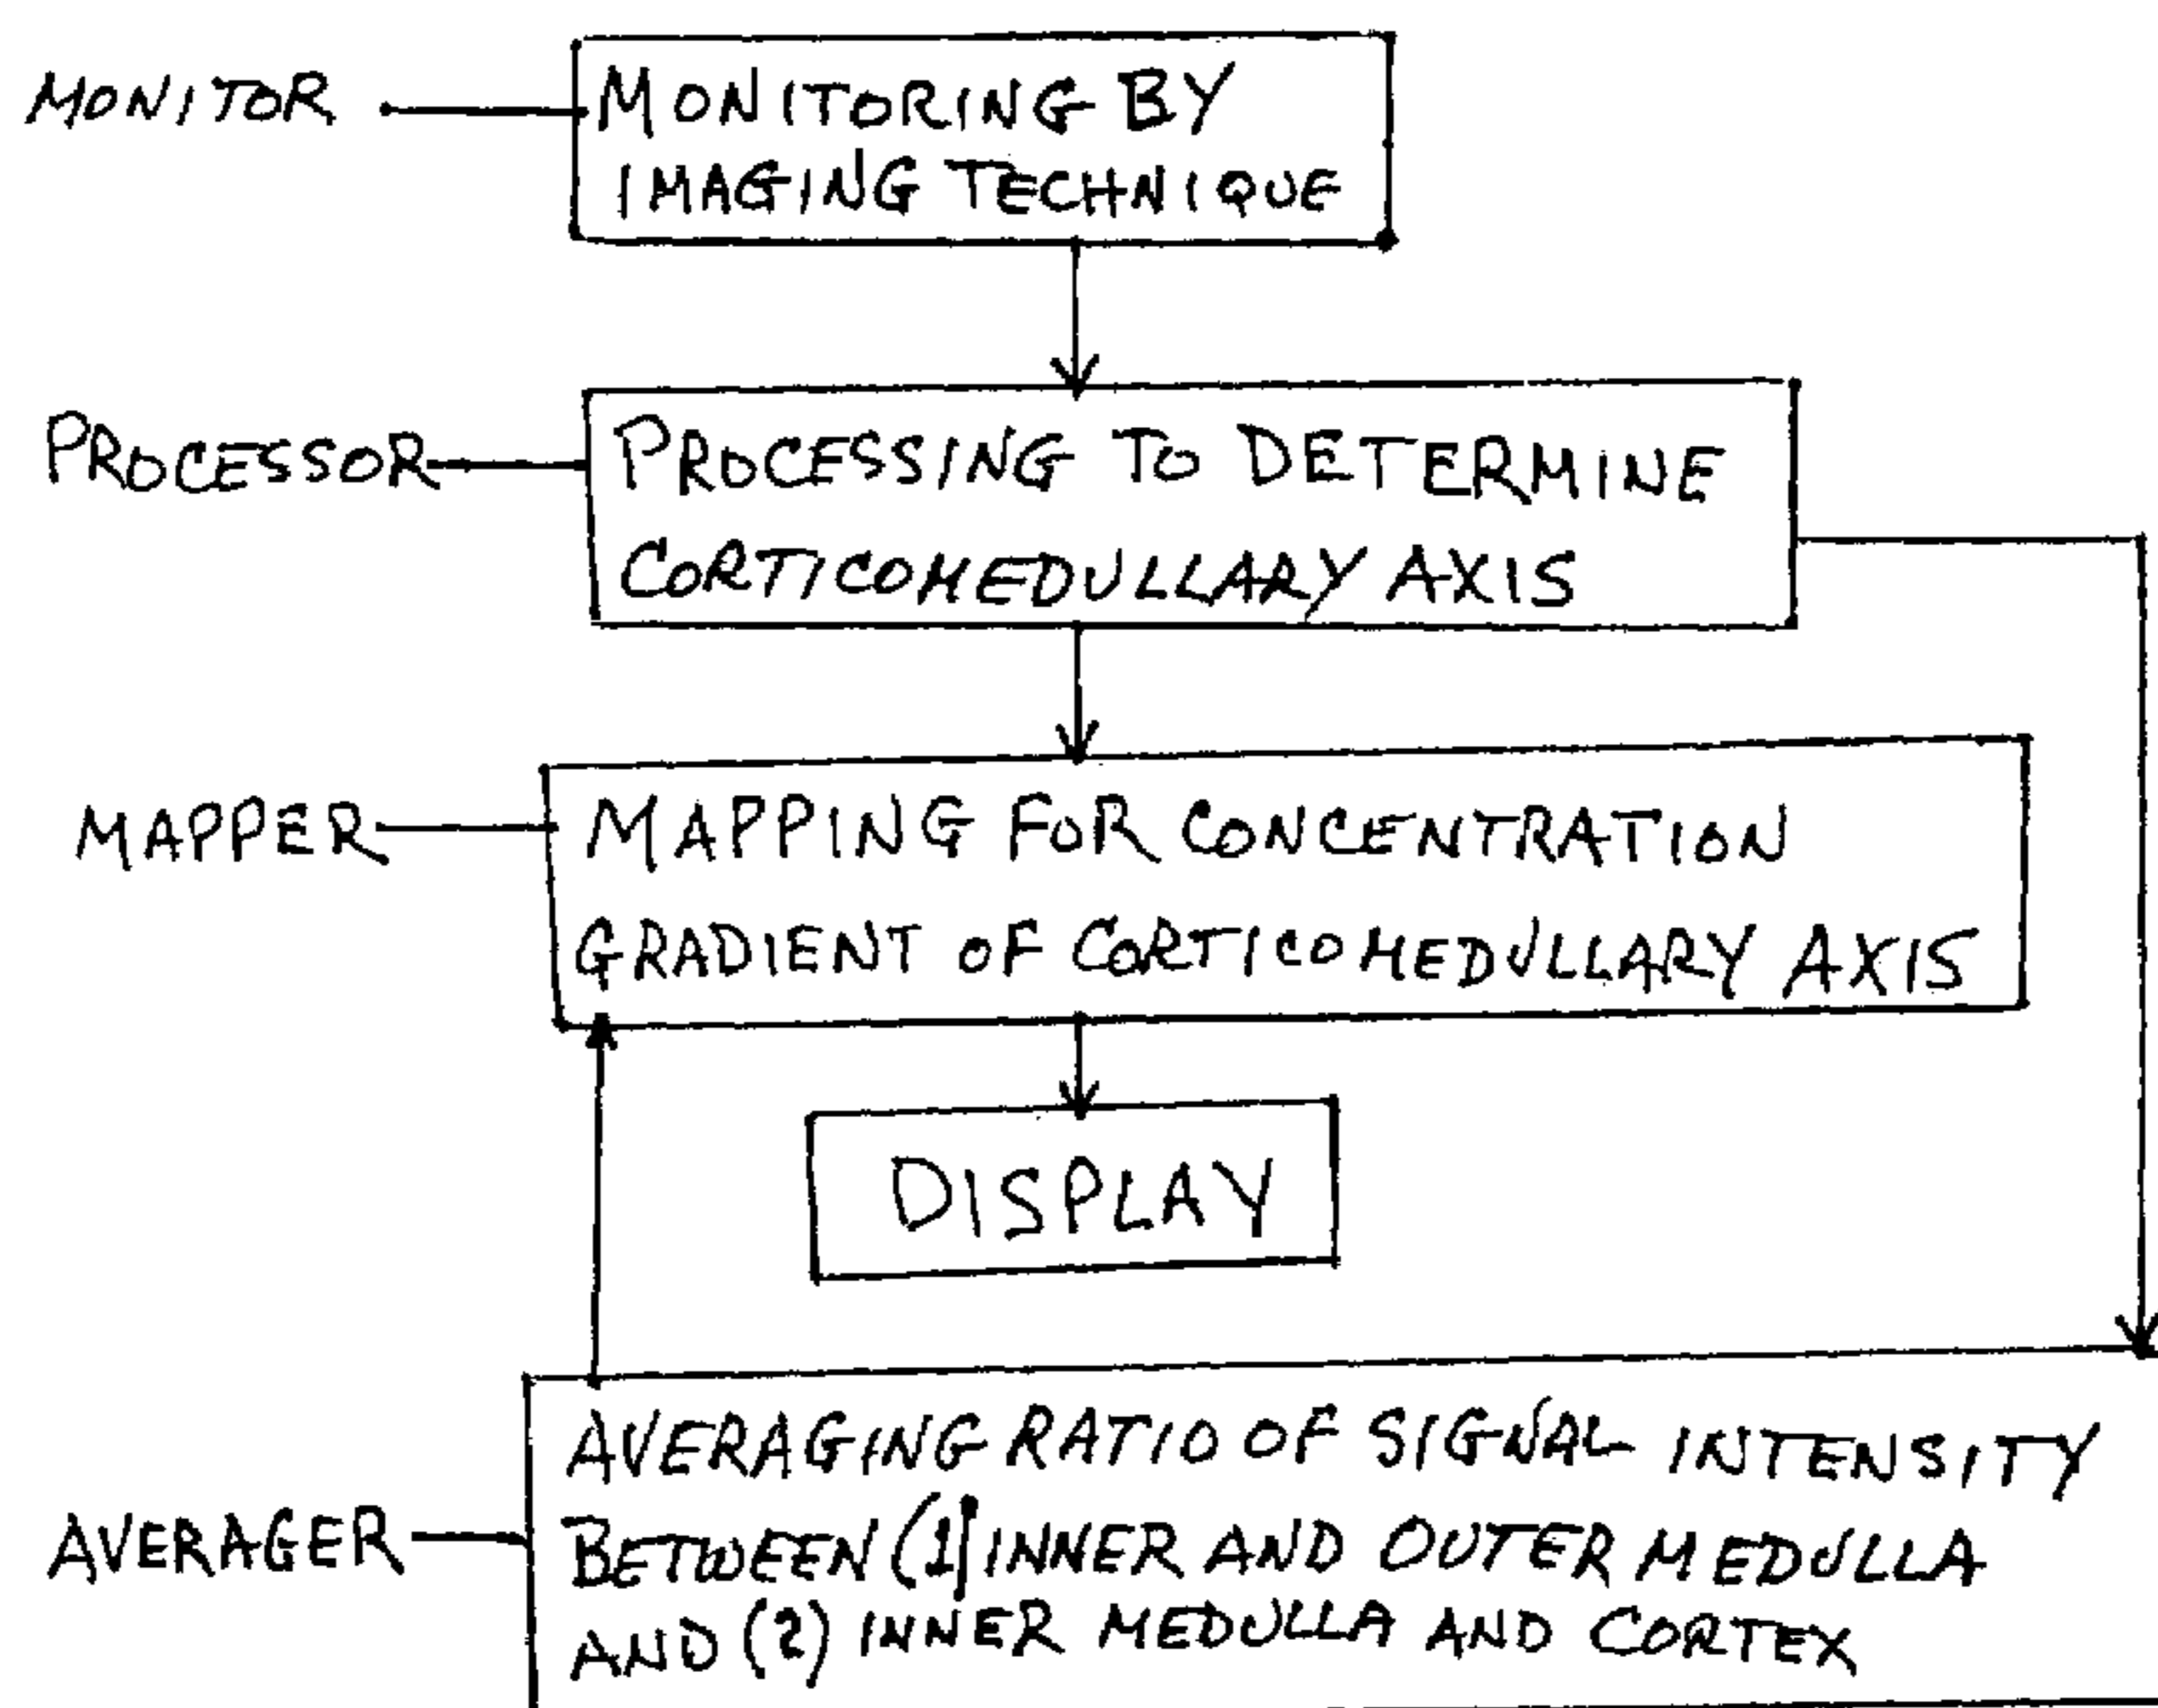 MONITOR
MONITORING BY
IMAGING TECHNIQUE
PROCESSOR
PROCESSING TO DETERMINE
CORTICOMEDULLARY AXIS
MAPPER
MAPPING FOR CONCENTRATION
GRADIENT OF CORTICOMEDULLARY AXIS
DISPLAY
AVERAGER
AVERAGING RATIO OF SIGNAL INTENSITY
BETWEEN (1) INNER AND OUTER MEDULLA
AND (2) INNER MEDULLA AND CORTEX